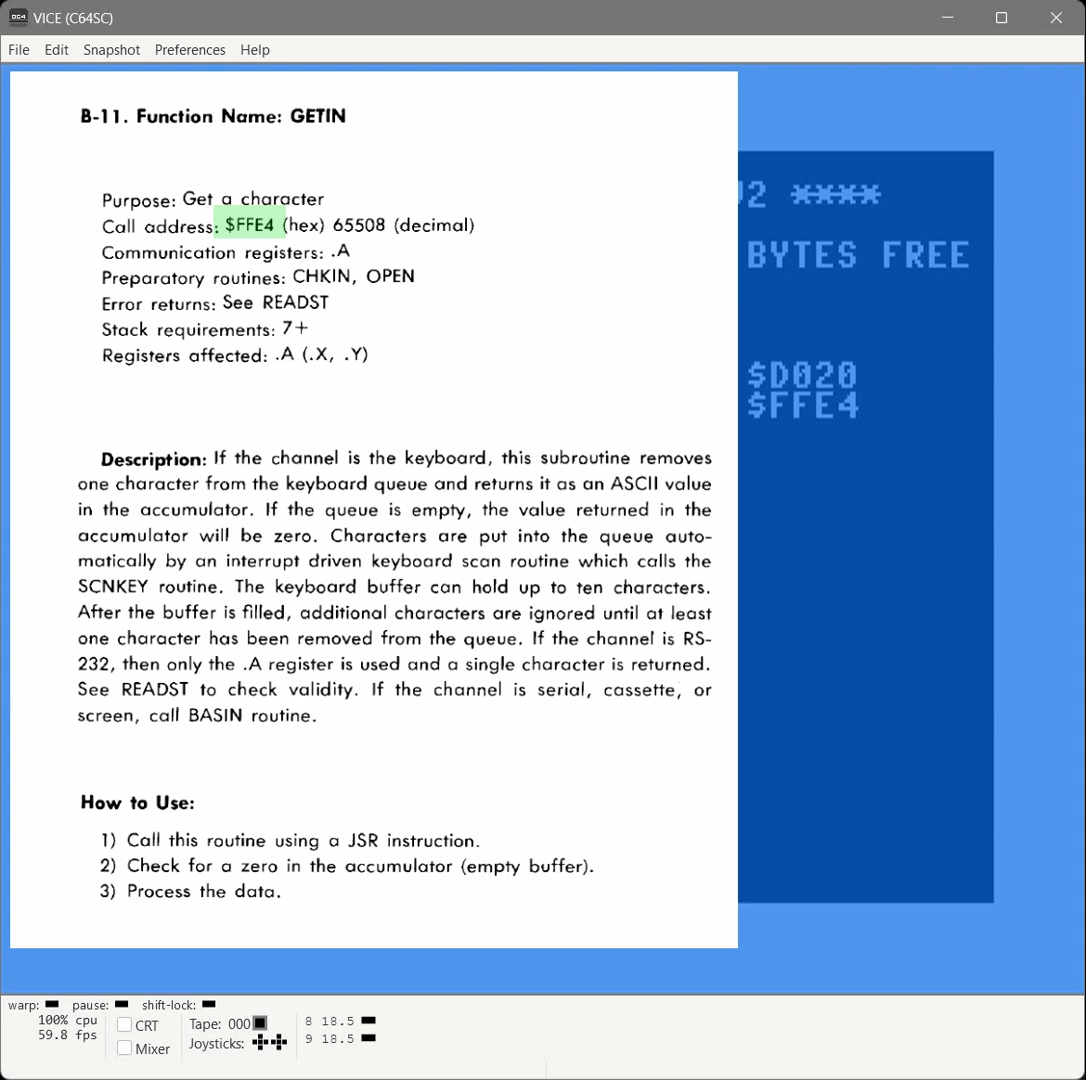 VICE (C64SC)
File Edit Snapshot Preferences Help
B-11. Function Name: GETIN
Purpose: Get a character
Call address: $FFE4 (hex) 65508 (decimal)
Communication registers: .A
Preparatory routines: CHKIN, OPEN
Error returns: See READST
Stack requirements: 7+
Registers affected: .A (.X, .Y)
Description: If the channel is the keyboard, this subroutine removes
one character from the keyboard queue and returns it as an ASCII value
in the accumulator. If the queue is empty, the value returned in the
accumulator will be zero. Characters are put into the queue auto-
matically by an interrupt driven keyboard scan routine which calls the
SCNKEY routine. The keyboard buffer can hold up to ten characters.
After the buffer is filled, additional characters are ignored until at least
one character has been removed from the queue. If the channel is RS-
232, then only the .A register is used and a single character is returned.
See READST to check validity. If the channel is serial, cassette, or
screen, call BASIN routine.
How to Use:
1) Call this routine using a JSR instruction.
2) Check for a zero in the accumulator (empty buffer).
3) Process the data.
2 ****
BYTES FREE
$D020
$FFE4
warp: pause: shift-lock:
100% cpu
59.8 fps
CRT
Mixer
Tape: 000
Joysticks:
8 18.5
9 18.5